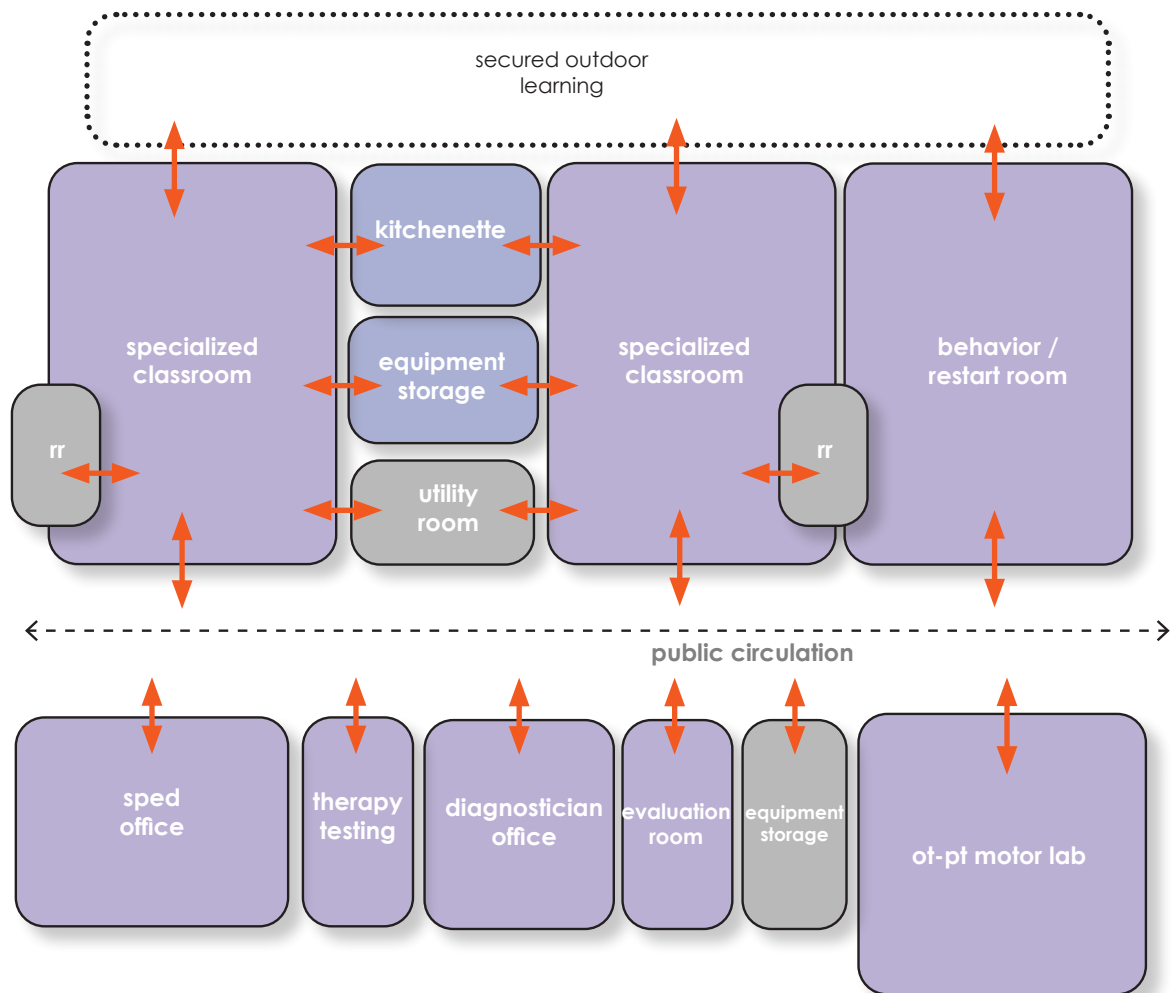 secured outdoor
learning
kitchenette
specialized
classroom
equipment
storage
specialized
classroom
behavior /
restart room
rr
rr
utility
room
public circulation
sped
office
therapy
testing
diagnostician
office
evaluation
room
equipment
storage
ot-pt motor lab